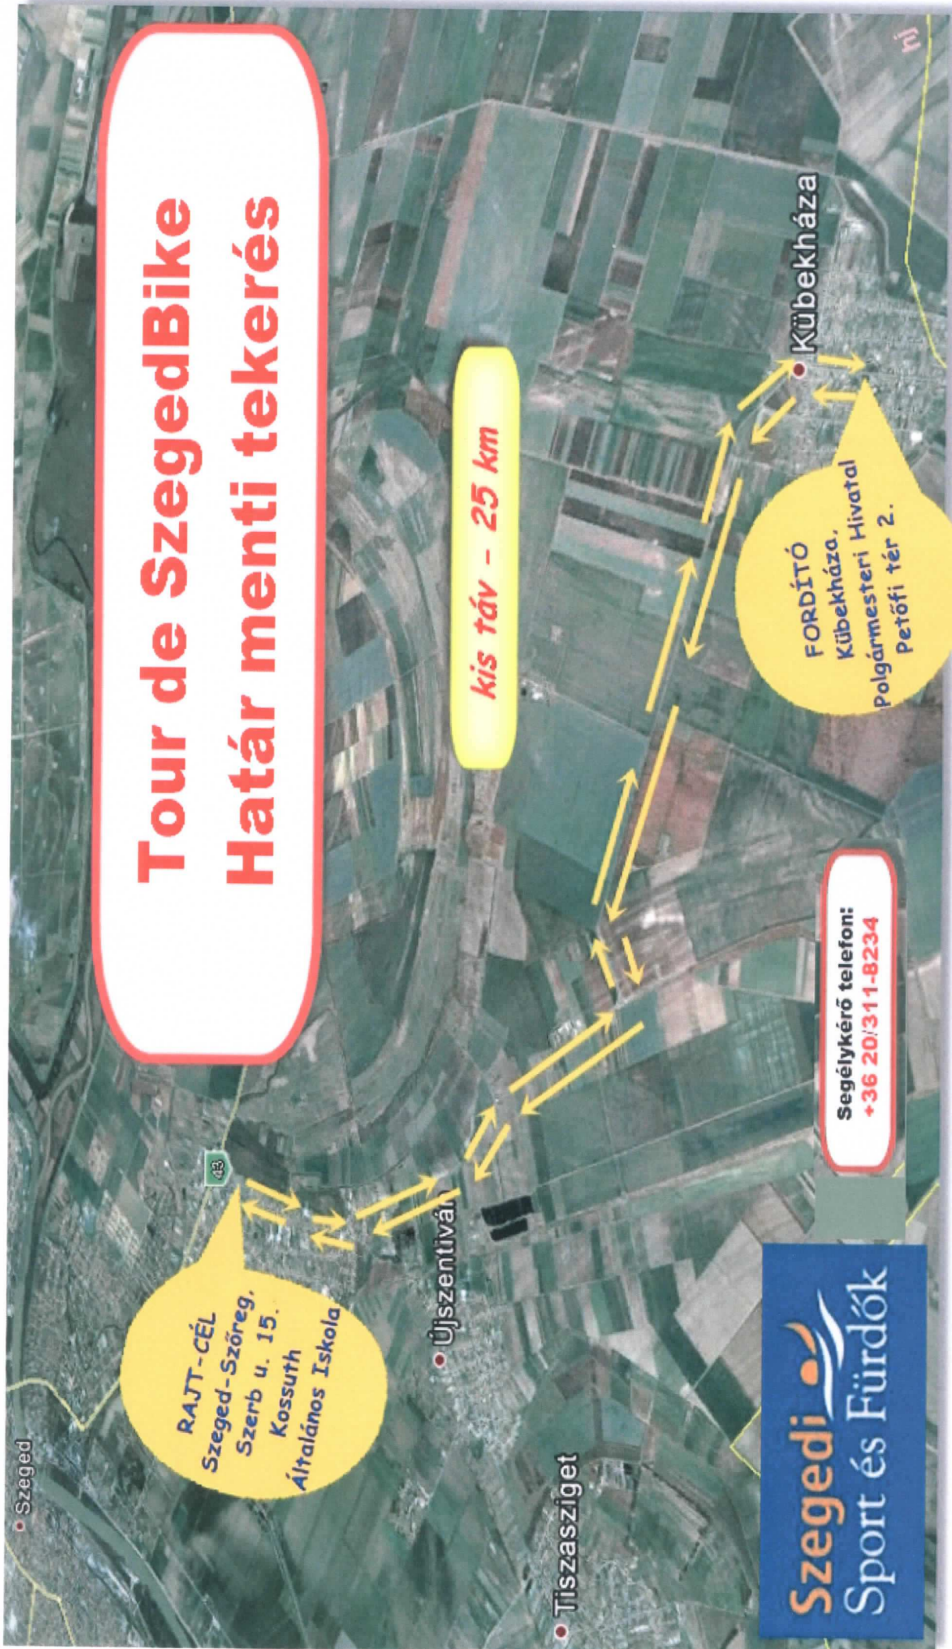 Tour de SzegedBike
Határ menti tekerés
kis táv - 25 km
Szeged
43
RAJT-CÉL
Szeged-Szőreg,
Szerb u. 15.
Kossuth
Általános Iskola
Újszentiván
Tiszasziget
Kübekháza
FORDÍTÓ
Kübekháza,
Polgármesteri Hivatal
Petőfi tér 2.
Segélykérő telefon:
+36 20/311-8234
Szegedi
Sport és Fürdők
nj